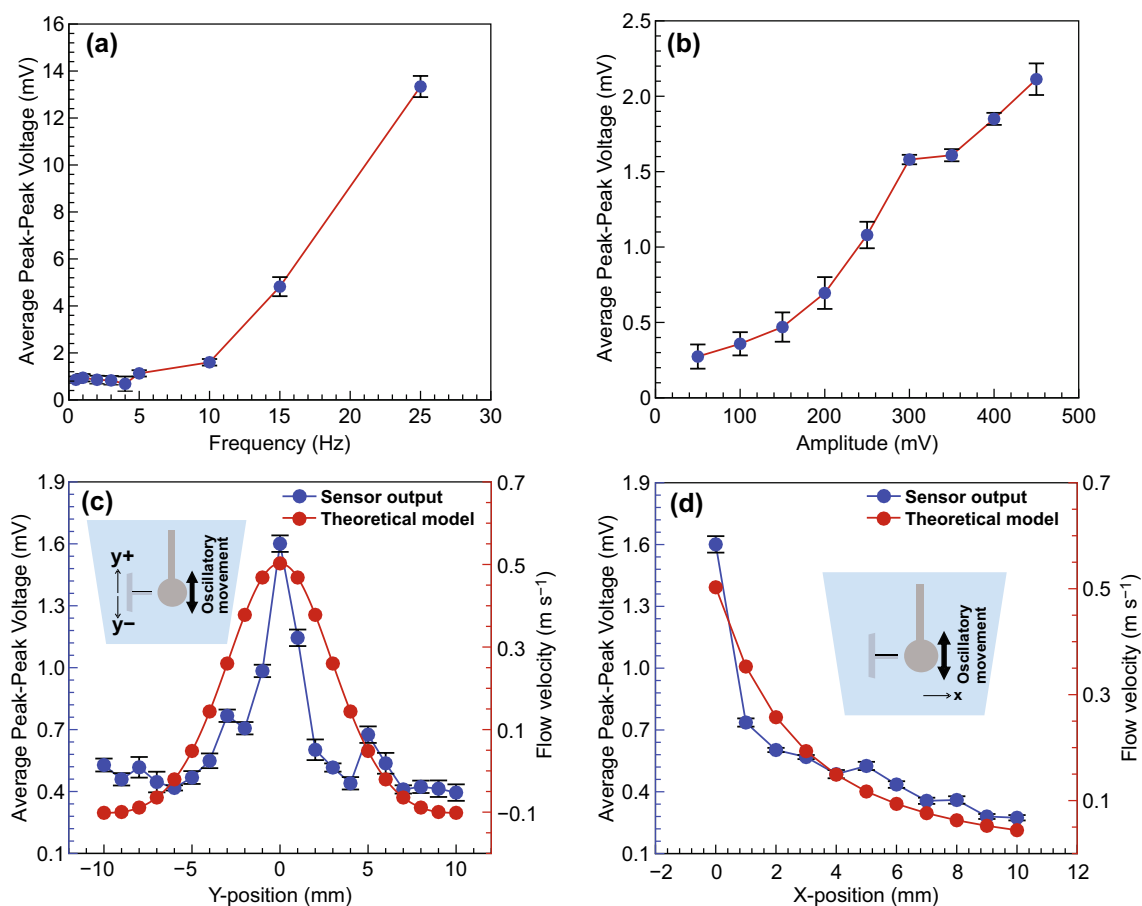 (a)
Average Peak-Peak Voltage (mV)
16
14
12
10
8
6
4
2
0
0 5 10 15 20 25 30
Frequency (Hz)
(b)
Average Peak-Peak Voltage (mV)
2.5
2.0
1.5
1.0
0.5
0
0 100 200 300 400 500
Amplitude (mV)
(c)
Sensor output
Theoretical model
Average Peak-Peak Voltage (mV)
1.9
1.6
1.3
1.0
0.7
0.4
0.1
y+
y−
Oscillatory
movement
0.7
0.5
0.3
0.1
−0.1
Flow velocity (m s⁻¹)
−10 −5 0 5 10
Y-position (mm)
(d)
Sensor output
Theoretical model
Average Peak-Peak Voltage (mV)
1.9
1.6
1.3
1.0
0.7
0.4
0.1
Oscillatory
movement
x
0.7
0.5
0.3
0.1
Flow velocity (m s⁻¹)
−2 0 2 4 6 8 10 12
X-position (mm)